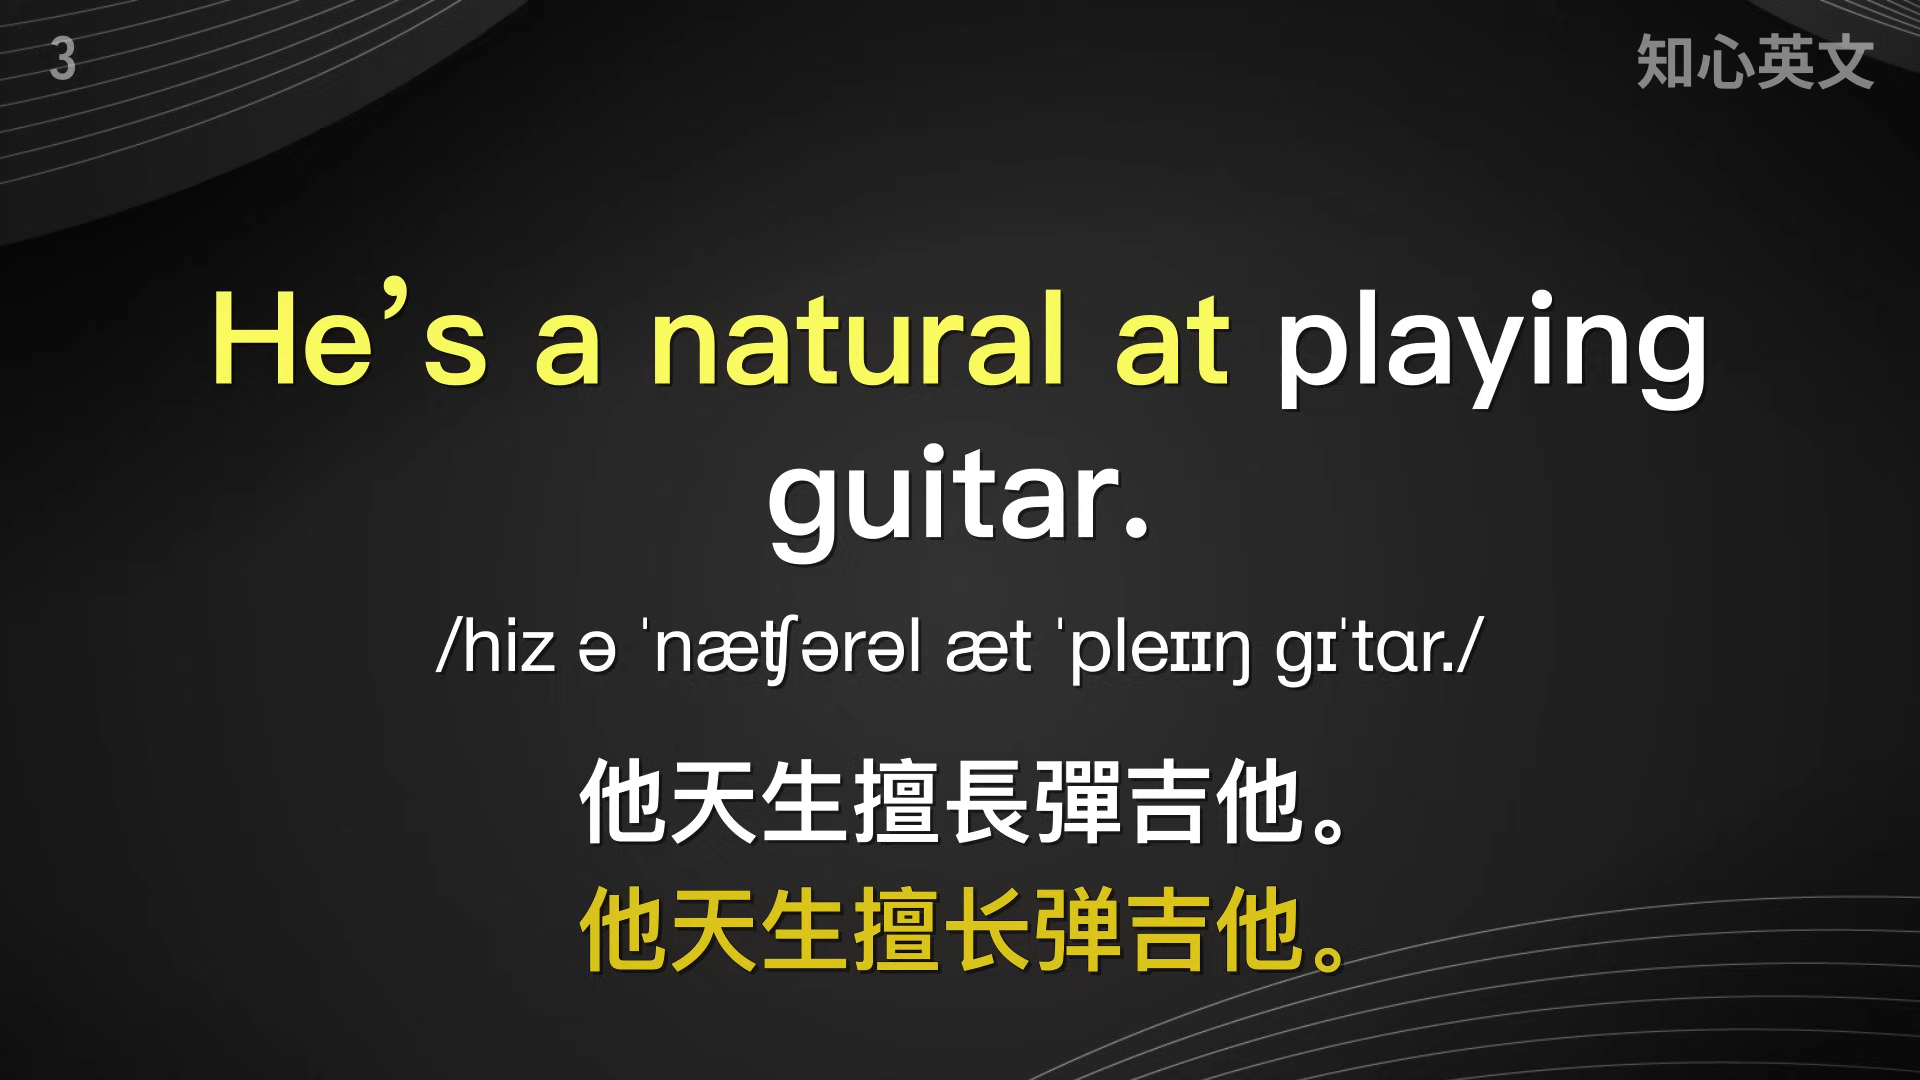 3
知心英文
He’s a natural at playing
guitar.
/hiz ə ˈnæʧərəl æt ˈpleɪɪŋ gɪˈtɑr./
他天生擅長彈吉他。
他天生擅长弹吉他。